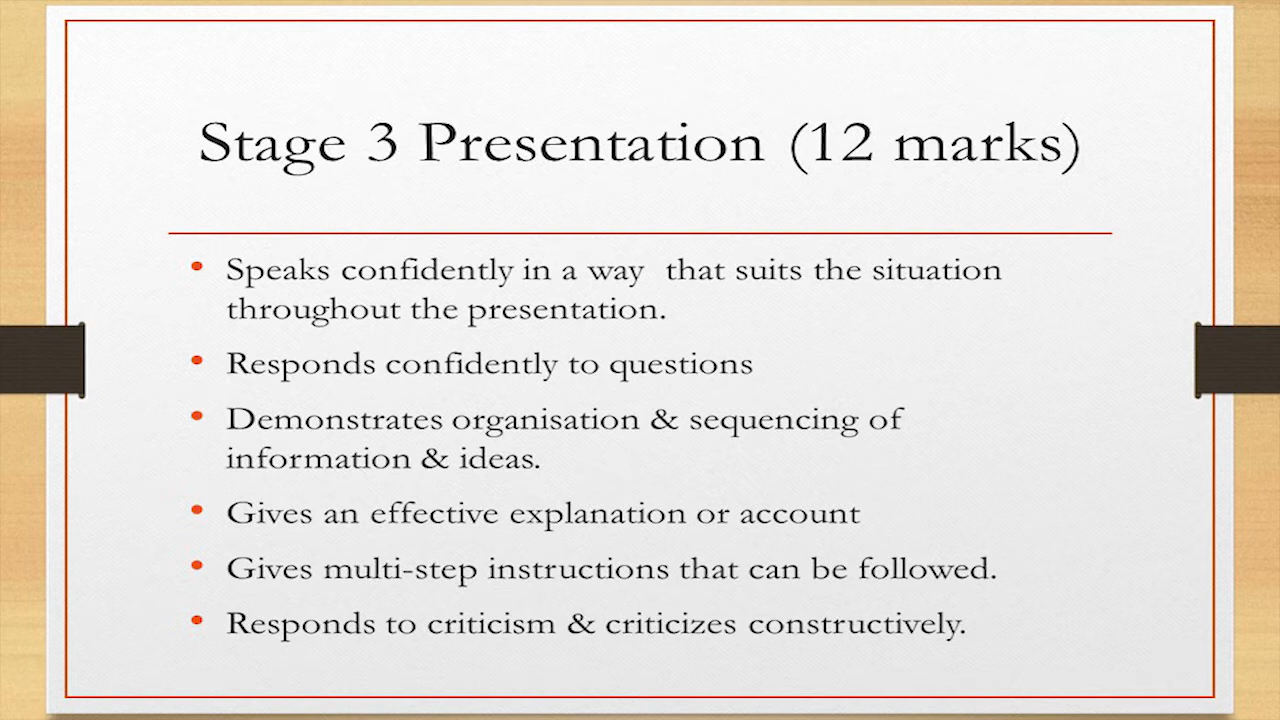 Stage 3 Presentation (12 marks)
• Speaks confidently in a way  that suits the situation
throughout the presentation.
• Responds confidently to questions
• Demonstrates organisation & sequencing of
information & ideas.
• Gives an effective explanation or account
• Gives multi-step instructions that can be followed.
• Responds to criticism & criticizes constructively.